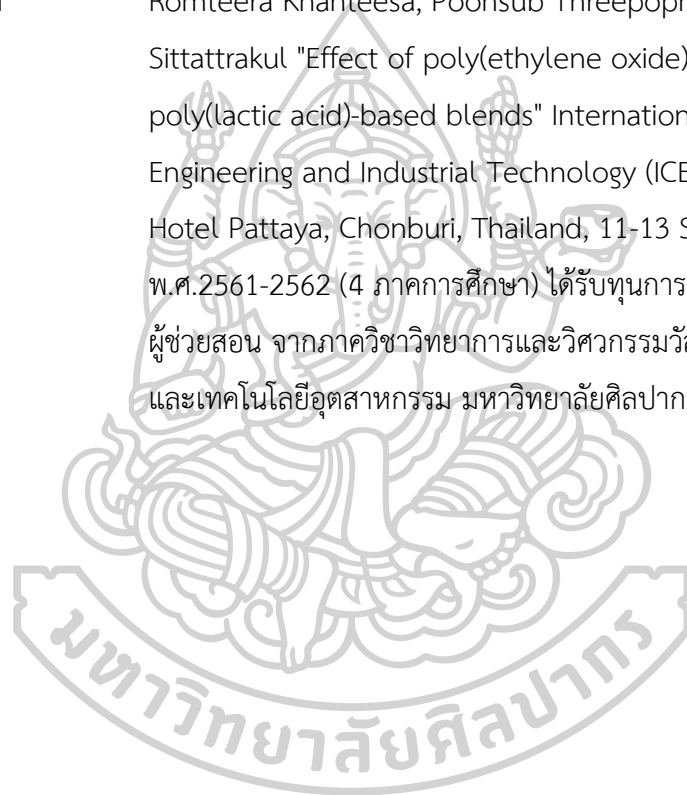 Romteera Khanteesa, Poonsub Threepopn
Sittattrakul "Effect of poly(ethylene oxide)
poly(lactic acid)-based blends" Internation
Engineering and Industrial Technology (ICE
Hotel Pattaya, Chonburi, Thailand, 11-13 S
พ.ศ.2561-2562 (4 ภาคการศึกษา) ได้รับทุนการ
ผู้ช่วยสอน จากภาควิชาวิทยาการและวิศวกรรมวัส
และเทคโนโลยีอุตสาหกรรม มหาวิทยาลัยศิลปาก
มหาวิทยาลัยศิลปากร